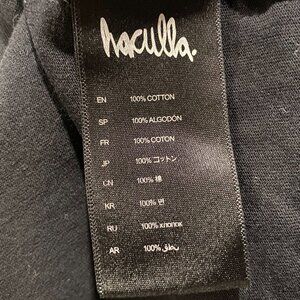 haculla.
EN 100% COTTON
SP 100% ALGODÓN
FR 100% COTON
JP 100% コットン
CN 100% 棉
KR 100% 면
RU 100% хлопок
AR 100% قطن